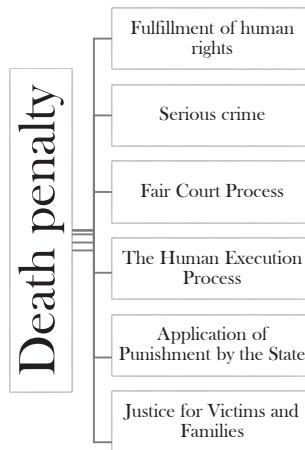 Death penalty
Fulfillment of human
rights
Serious crime
Fair Court Process
The Human Execution
Process
Application of
Punishment by the State
Justice for Victims and
Families